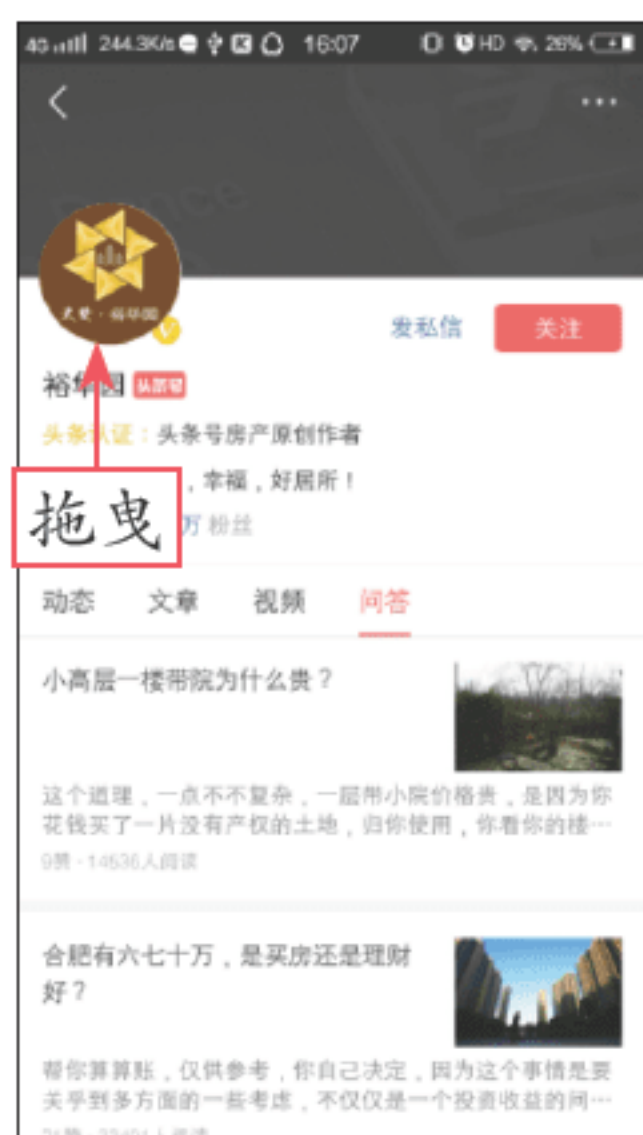 4G 244.3K/s 16:07 HD 26%
发私信 关注
裕华园 头条号
头条认证：头条号房产原创作者
，幸福，好居所！
拖曳
万 粉丝
动态 文章 视频 问答
小高层一楼带院为什么贵？
这个道理，一点不不复杂，一层带小院价格贵，是因为你
花钱买了一片没有产权的土地，归你使用，你看你的楼…
9赞 · 14536人阅读
合肥有六七十万，是买房还是理财
好？
帮你算算账，仅供参考，你自己决定，因为这个事情是要
关乎到多方面的一些考虑，不仅仅是一个投资收益的问…